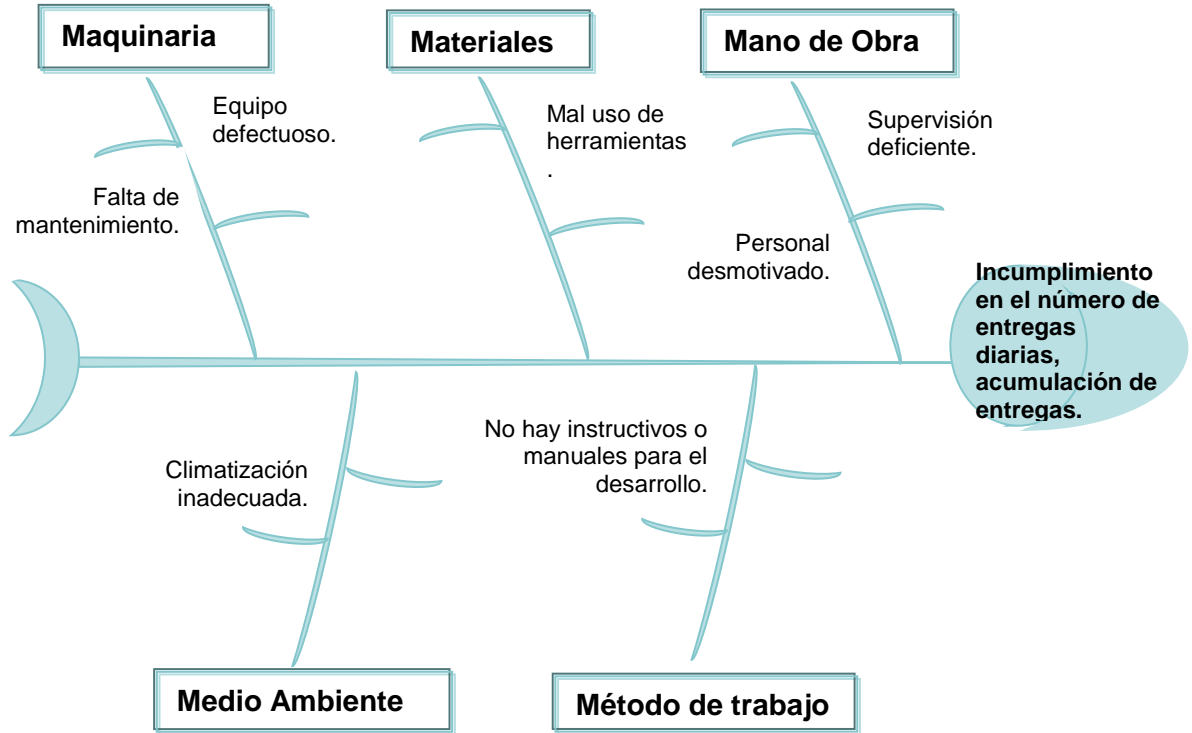 Maquinaria
Materiales
Mano de Obra
Equipo
defectuoso.
Falta de
mantenimiento.
Mal uso de
herramientas
.
Supervisión
deficiente.
Personal
desmotivado.
Incumplimiento
en el número de
entregas
diarias,
acumulación de
entregas.
Climatización
inadecuada.
No hay instructivos o
manuales para el
desarrollo.
Medio Ambiente
Método de trabajo